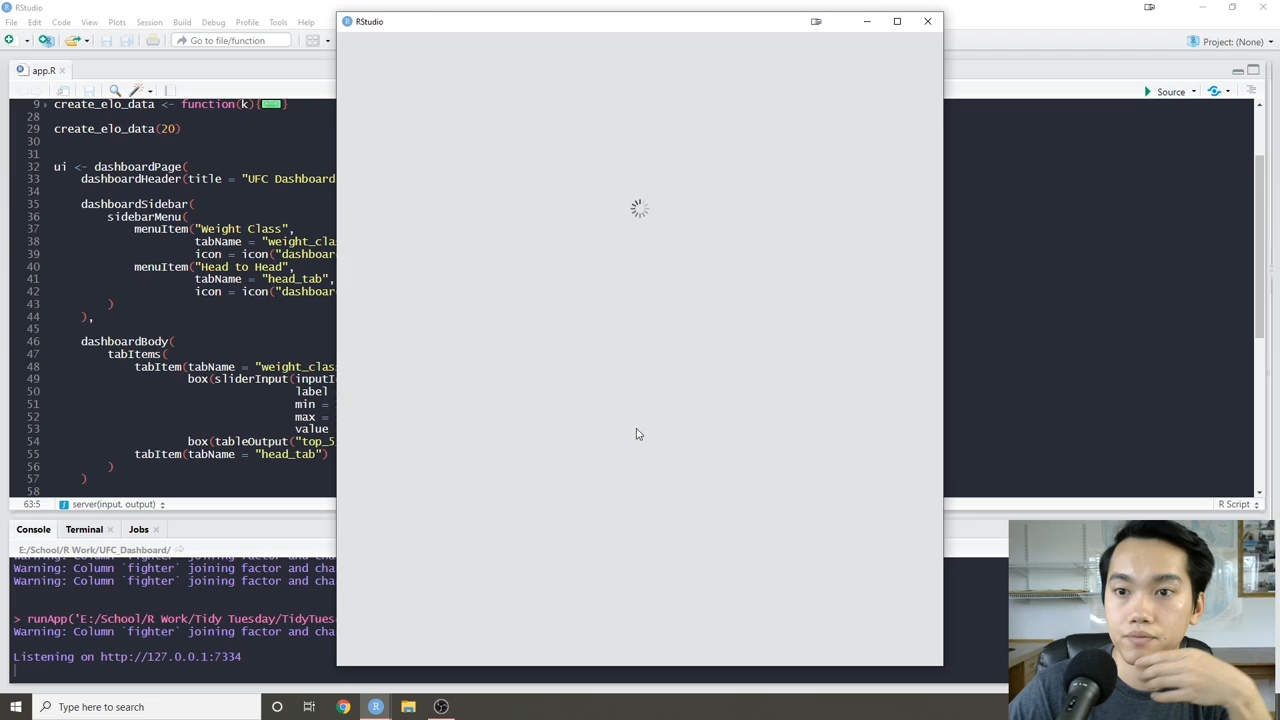 RStudio
File Edit Code View Plots Session Build Debug Profile Tools Help
Go to file/function
Project: (None)
app.R
Source
9 create_elo_data <- function(k){
28
29 create_elo_data(20)
30
31
32 ui <- dashboardPage(
33 dashboardHeader(title = "UFC Dashboard
34
35 dashboardSidebar(
36 sidebarMenu(
37 menuItem("Weight Class",
38 tabName = "weight_cla
39 icon = icon("dashboar
40 menuItem("Head to Head",
41 tabName = "head_tab",
42 icon = icon("dashboar
43 )
44 ),
45
46 dashboardBody(
47 tabItems(
48 tabItem(tabName = "weight_clas
49 box(sliderInput(inputI
50 label
51 min =
52 max =
53 value
54 box(tableOutput("top_5
55 tabItem(tabName = "head_tab")
56 )
57 )
58
63:5 server(input, output)
R Script
Console Terminal Jobs
E:/School/R Work/UFC_Dashboard/
Warning: Column `fighter` joining factor and cha
Warning: Column `fighter` joining factor and cha
> runApp('E:/School/R Work/Tidy Tuesday/TidyTues
Warning: Column `fighter` joining factor and cha
Listening on http://127.0.0.1:7334
RStudio
Type here to search